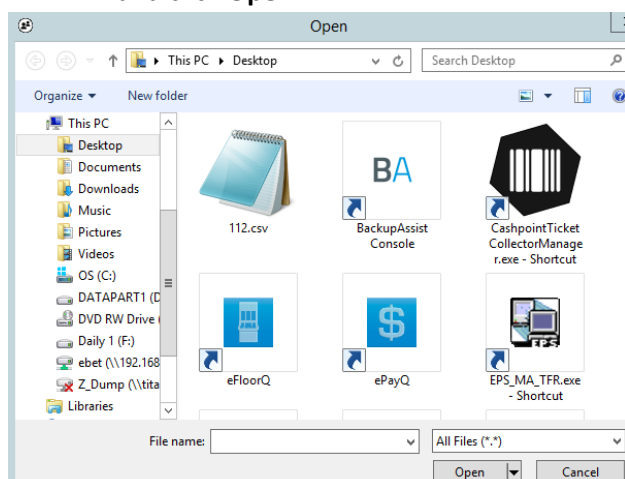 Open
This PC
Desktop
Search Desktop
Organize
New folder
This PC
Desktop
Documents
Downloads
Music
Pictures
Videos
OS (C:)
DATAPART1 (D
DVD RW Drive (
Daily 1 (F:)
ebet (\\192.168
Z_Dump (\\tita
Libraries
112.csv
BA
BackupAssist
Console
CashpointTicket
CollectorManage
r.exe - Shortcut
eFloorQ
$
ePayQ
EPS
EPS_MA_TFR.exe
- Shortcut
File name:
All Files (*.*)
Open
Cancel